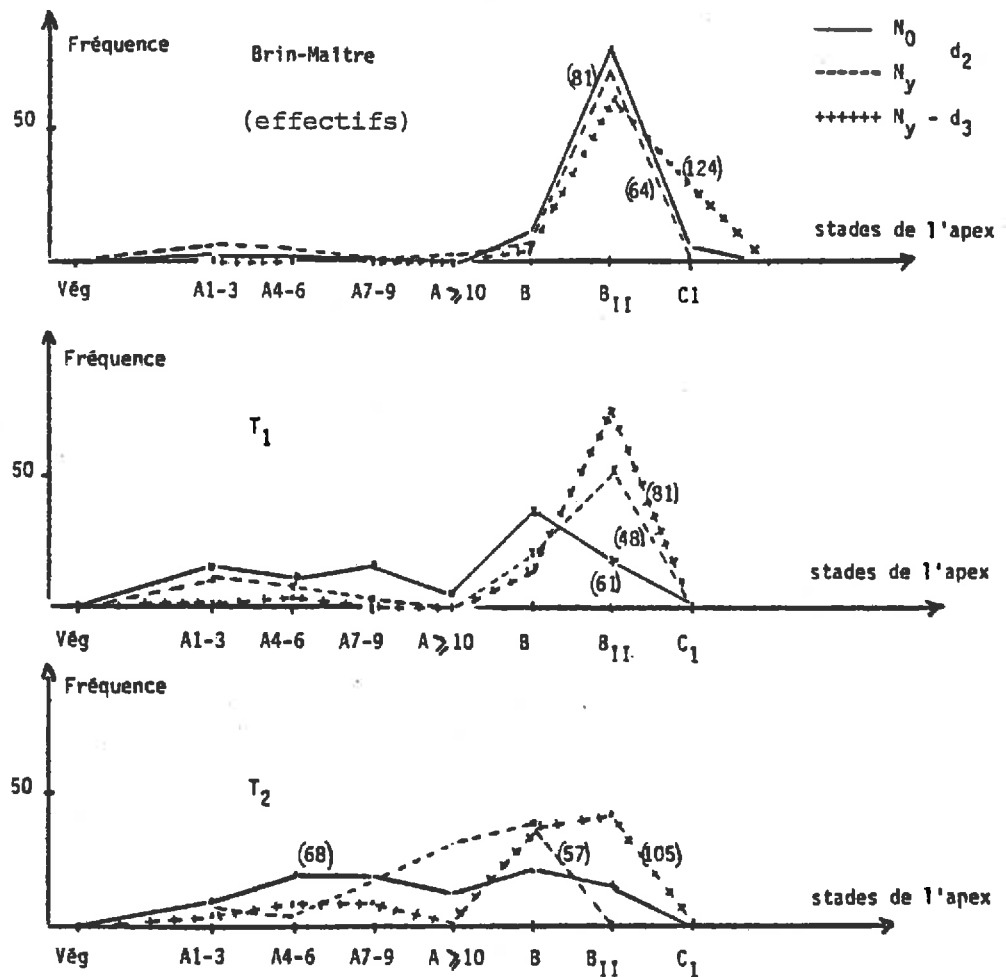 Fréquence
Brin-Maître
(effectifs)
N0
d2
Ny
++++++ Ny - d3
50
(81)
(64)
(124)
stades de l'apex
Vég A1-3 A4-6 A7-9 A⩾10 B BII C1
Fréquence
T1
50
(81)
(48)
(61)
stades de l'apex
Vég A1-3 A4-6 A7-9 A⩾10 B BII C1
Fréquence
T2
50
(68)
(57)
(105)
stades de l'apex
Vég A1-3 A4-6 A7-9 A⩾10 B BII C1